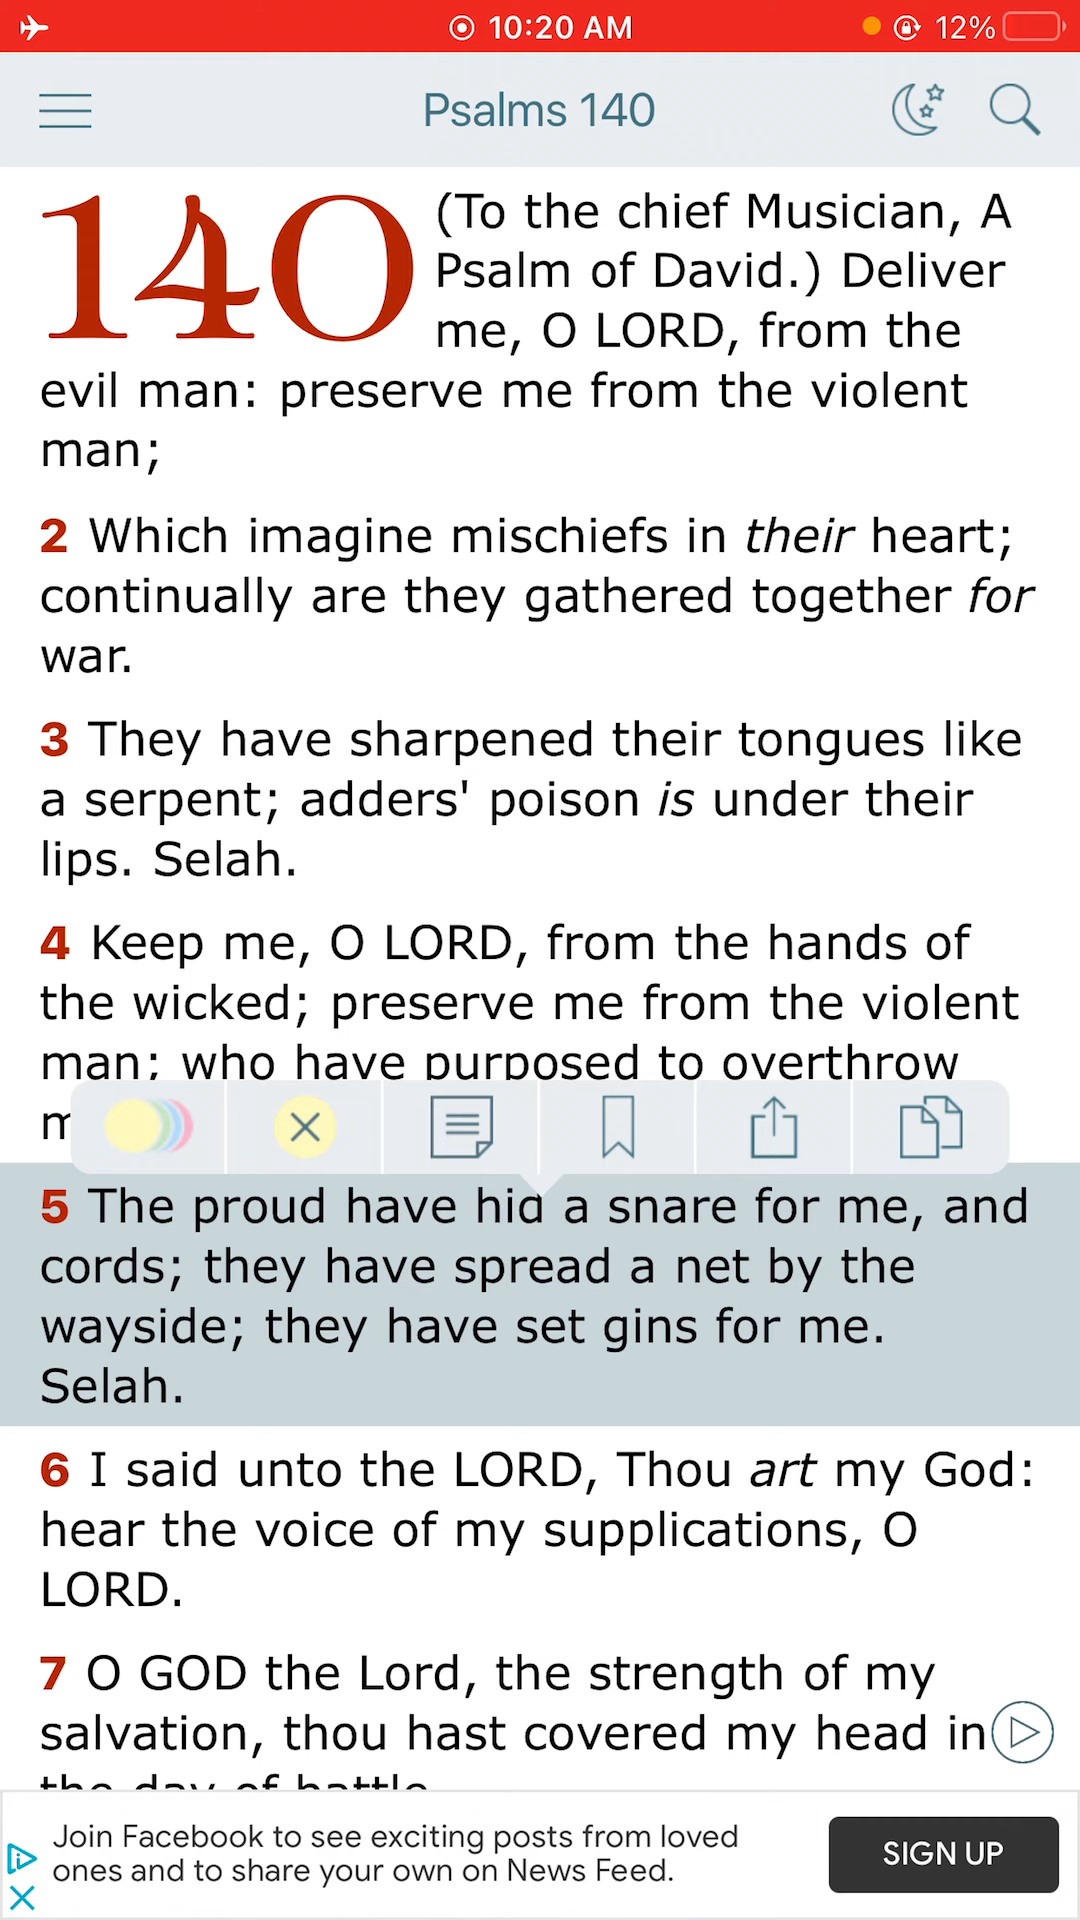 10:20 AM
12%
Psalms 140
140 (To the chief Musician, A
Psalm of David.) Deliver
me, O LORD, from the
evil man: preserve me from the violent
man;
2 Which imagine mischiefs in their heart;
continually are they gathered together for
war.
3 They have sharpened their tongues like
a serpent; adders' poison is under their
lips. Selah.
4 Keep me, O LORD, from the hands of
the wicked; preserve me from the violent
man; who have purposed to overthrow
5 The proud have hid a snare for me, and
cords; they have spread a net by the
wayside; they have set gins for me.
Selah.
6 I said unto the LORD, Thou art my God:
hear the voice of my supplications, O
LORD.
7 O GOD the Lord, the strength of my
salvation, thou hast covered my head in
the day of battle
Join Facebook to see exciting posts from loved
ones and to share your own on News Feed.
SIGN UP